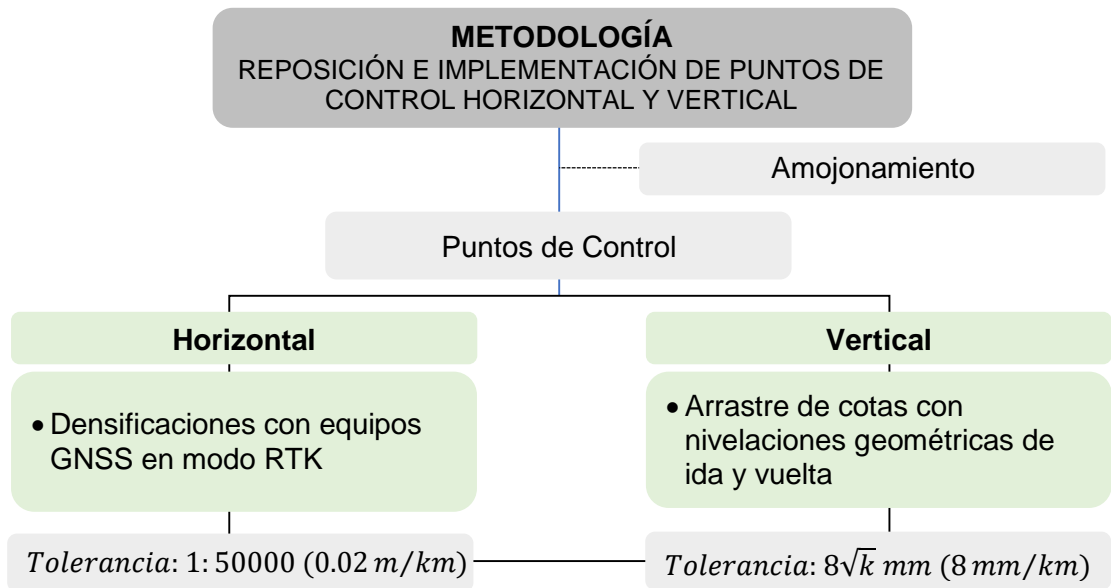 METODOLOGÍA
REPOSICIÓN E IMPLEMENTACIÓN DE PUNTOS DE
CONTROL HORIZONTAL Y VERTICAL
Amojonamiento
Puntos de Control
Horizontal
• Densificaciones con equipos
GNSS en modo RTK
Tolerancia: 1: 50000 (0.02 m/km)
Vertical
• Arrastre de cotas con
nivelaciones geométricas de
ida y vuelta
Tolerancia: 8√k mm (8 mm/km)